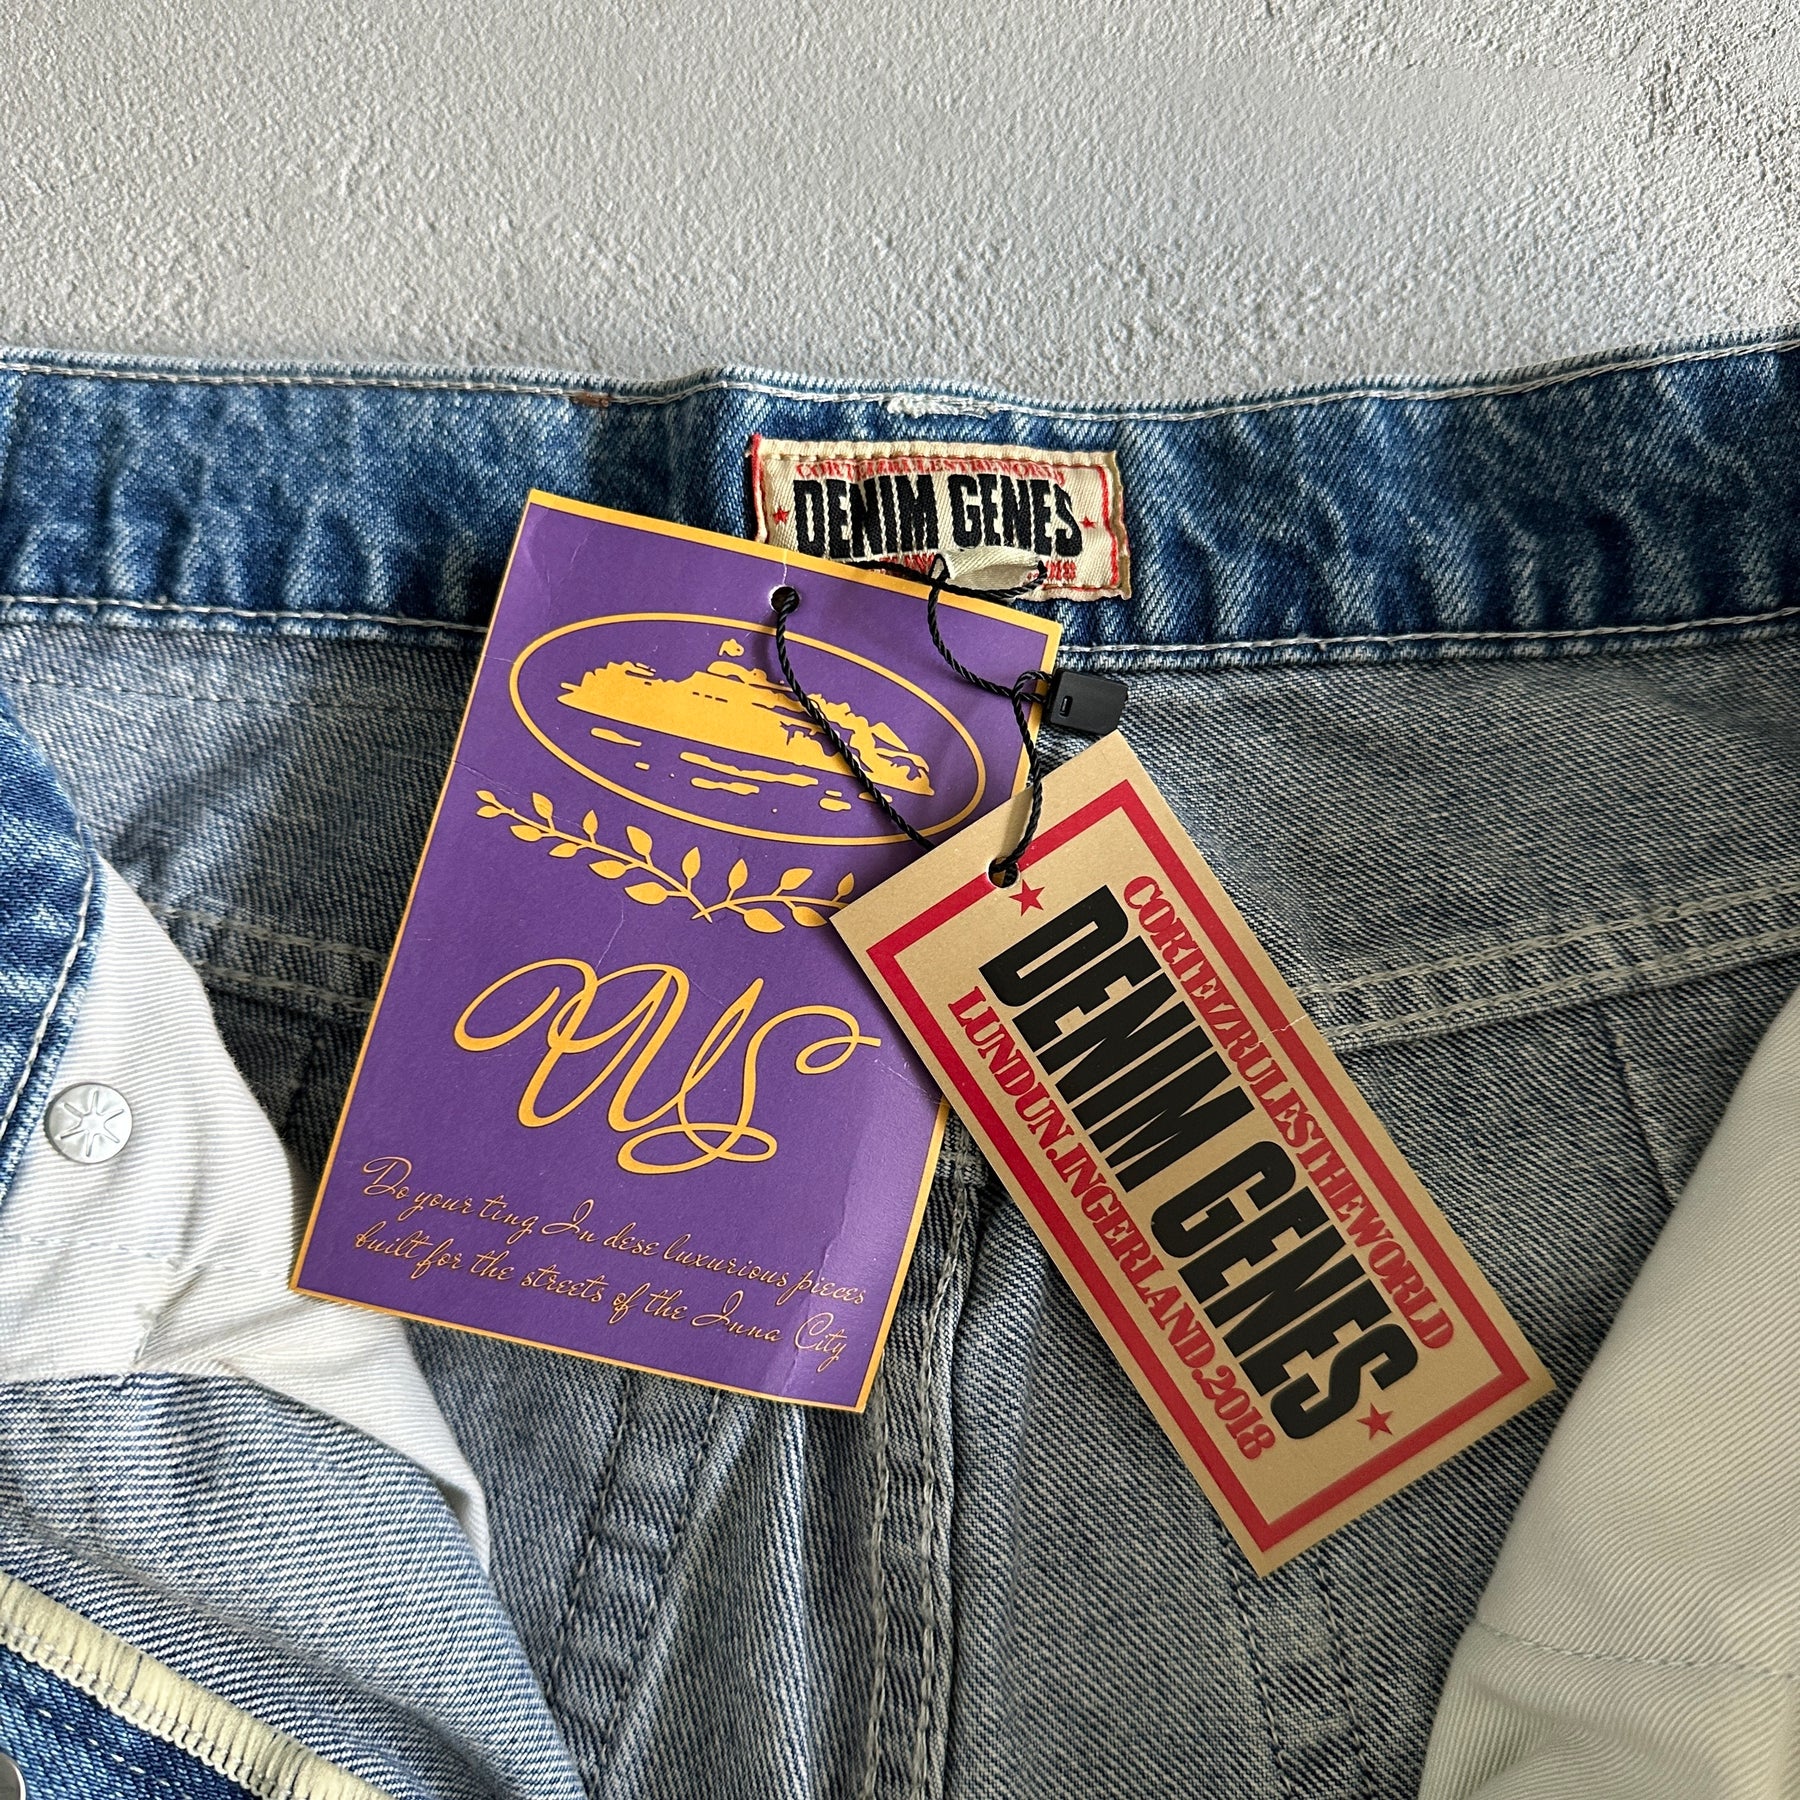 CORTEIZRULESTHEWORLD
DENIM GENES
Do your ting In dese luxurious pieces
built for the streets of the Inna City
CORTEIZRULESTHEWORLD
DENIM GENES
LUNDUN.INGERLAND.2018